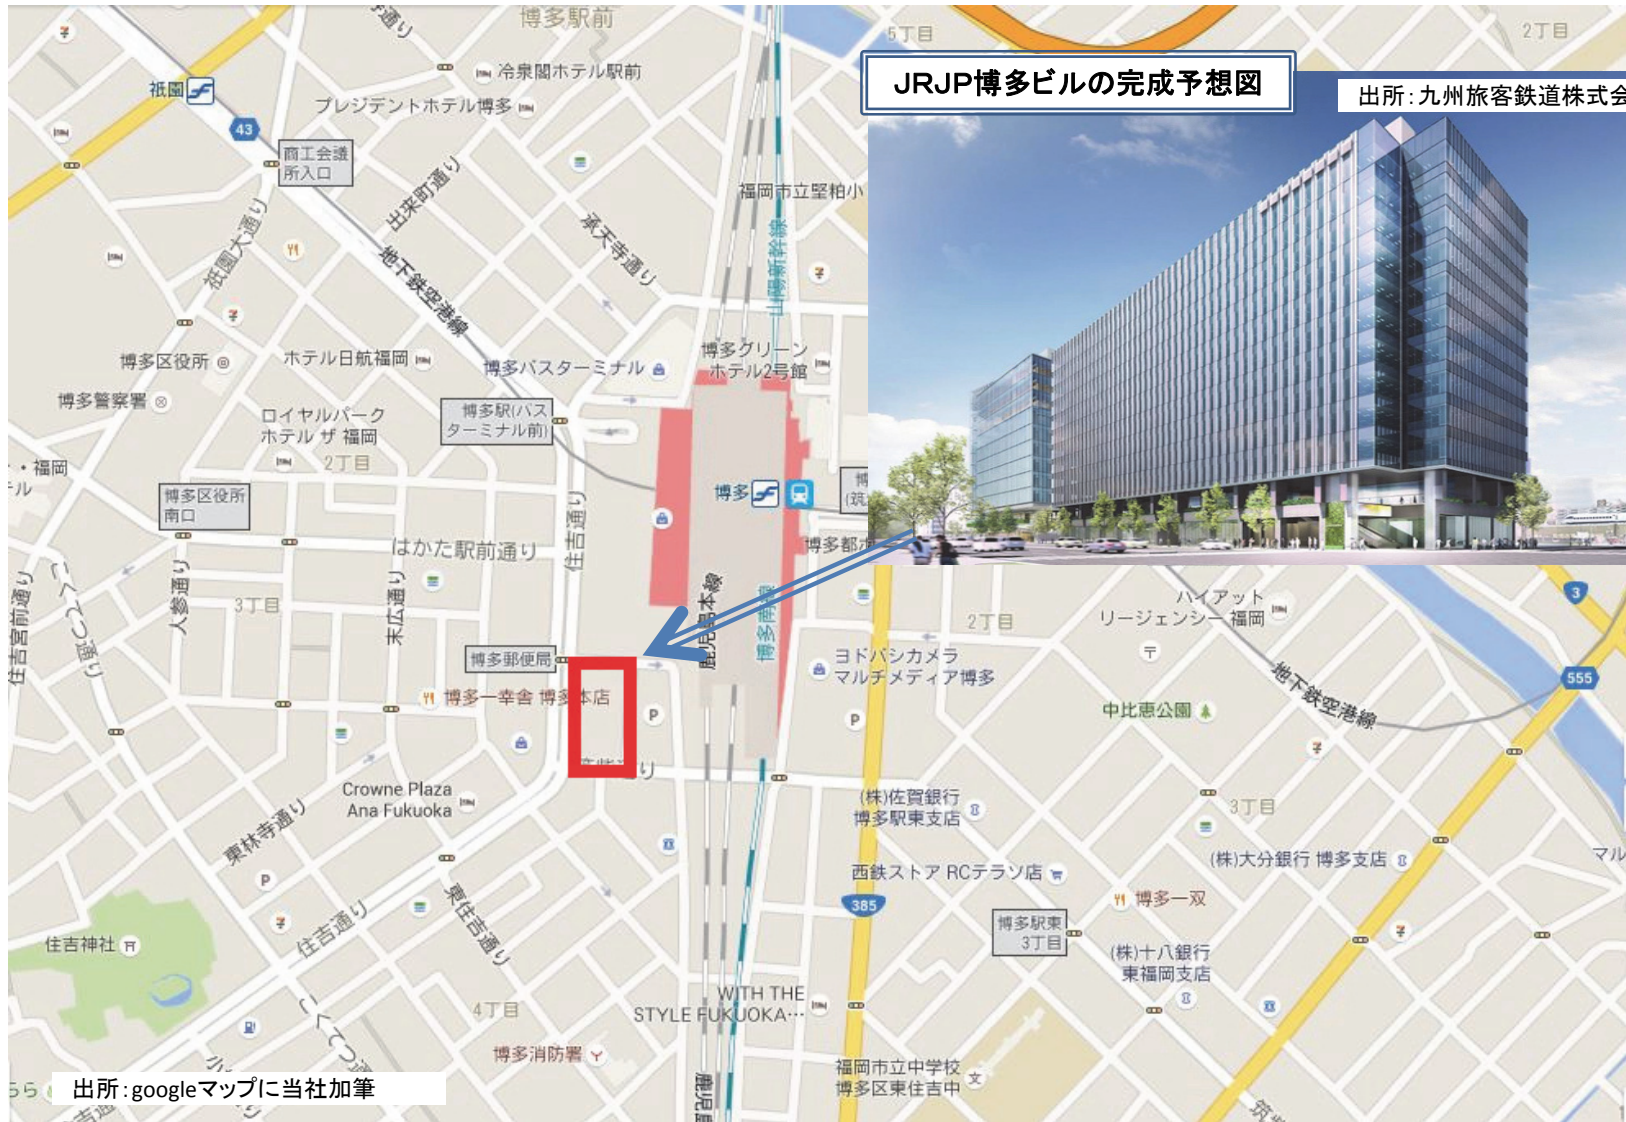 博多駅前
5丁目
2丁目
JRJP博多ビルの完成予想図
出所：九州旅客鉄道株式会
冷泉閣ホテル駅前
祇園
プレジデントホテル博多
43
商工会議
所入口
出来町通り
福岡市立堅粕小
承天寺通り
祇園大通り
地下鉄空港線
山陽新幹線
博多区役所
ホテル日航福岡
博多バスターミナル
博多グリーン
ホテル2号館
博多警察署
ロイヤルパーク
ホテル ザ 福岡
博多駅(バス
ターミナル前)
2丁目
・福岡
博多区役所
南口
博多
住吉通り
はかた駅前通り
人参通り
末広通り
3丁目
住吉宮前通り
鹿児島本線
博多南線
ハイアット
リージェンシー 福岡
3
2丁目
博多郵便局
ヨドバシカメラ
マルチメディア博多
博多一幸舎 博多本店
P
P
地下鉄空港線
555
中比恵公園
Crowne Plaza
Ana Fukuoka
(株)佐賀銀行
博多駅東支店
3丁目
東林寺通り
(株)大分銀行 博多支店
マル
西鉄ストア RCテラソ店
P
385
博多一双
東住吉通り
住吉通り
博多駅東
3丁目
住吉神社
(株)十八銀行
東福岡支店
4丁目
WITH THE
STYLE FUKUOKA…
こくてつ通
博多消防署
福岡市立中学校
博多区東住吉中
出所：googleマップに当社加筆